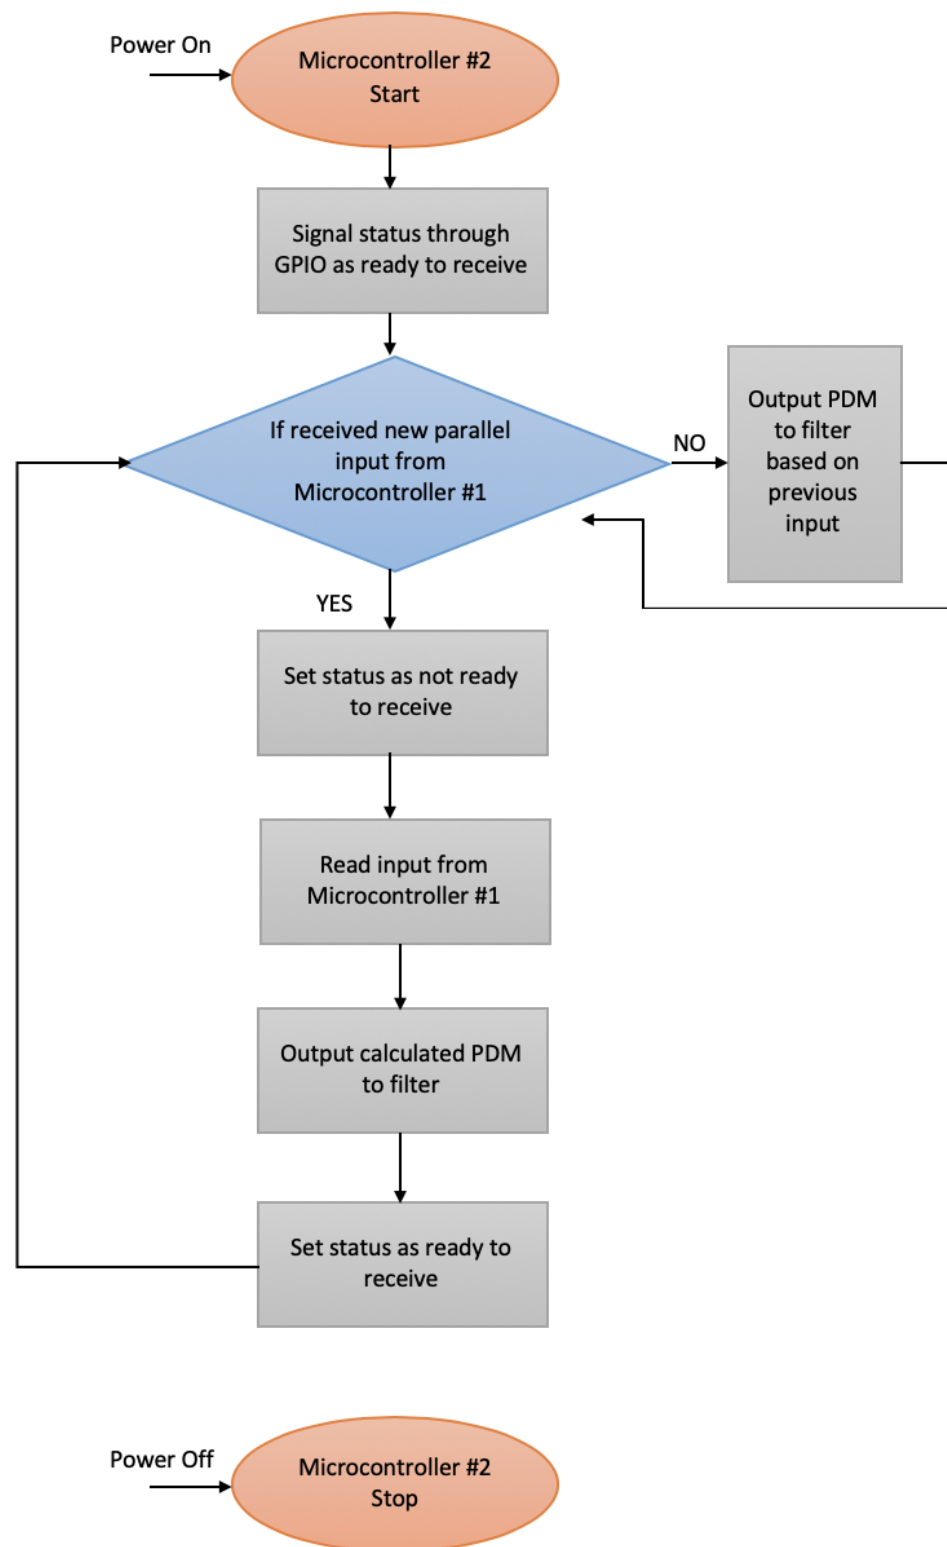 Power On
Microcontroller #2
Start
Signal status through
GPIO as ready to receive
If received new parallel
input from
Microcontroller #1
NO
Output PDM
to filter
based on
previous
input
YES
Set status as not ready
to receive
Read input from
Microcontroller #1
Output calculated PDM
to filter
Set status as ready to
receive
Power Off
Microcontroller #2
Stop